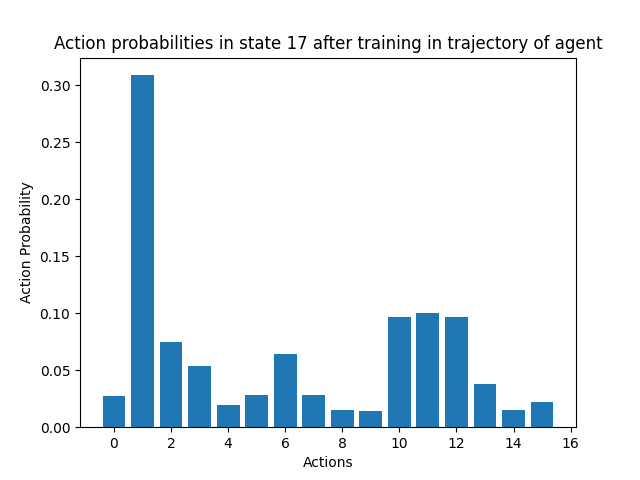 Action probabilities in state 17 after training in trajectory of agent
0.30
0.25
0.20
0.15
0.10
0.05
0.00
Action Probability
0 2 4 6 8 10 12 14 16
Actions